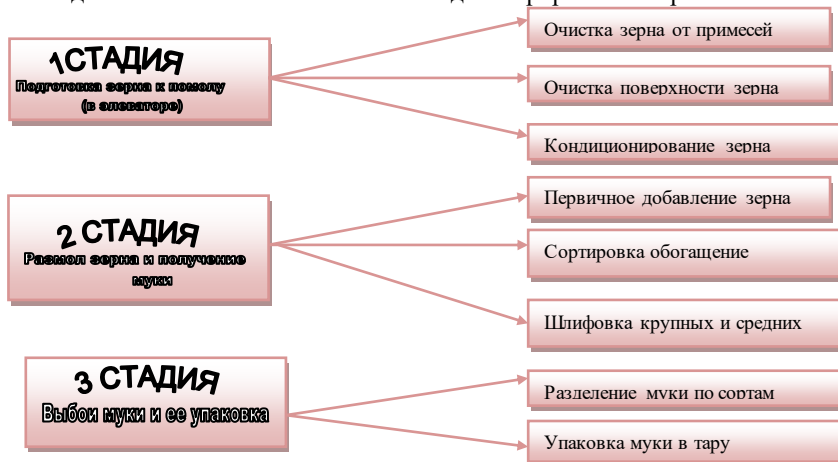 1 СТАДИЯ
Подготовка зерна к помолу
(в элеваторе)
Очистка зерна от примесей
Очистка поверхности зерна
Кондиционирование зерна
2 СТАДИЯ
Размол зерна и получение
муки
Первичное добавление зерна
Сортировка обогащение
Шлифовка крупных и средних
3 СТАДИЯ
Выбои муки и ее упаковка
Разделение муки по сортам
Упаковка муки в тару